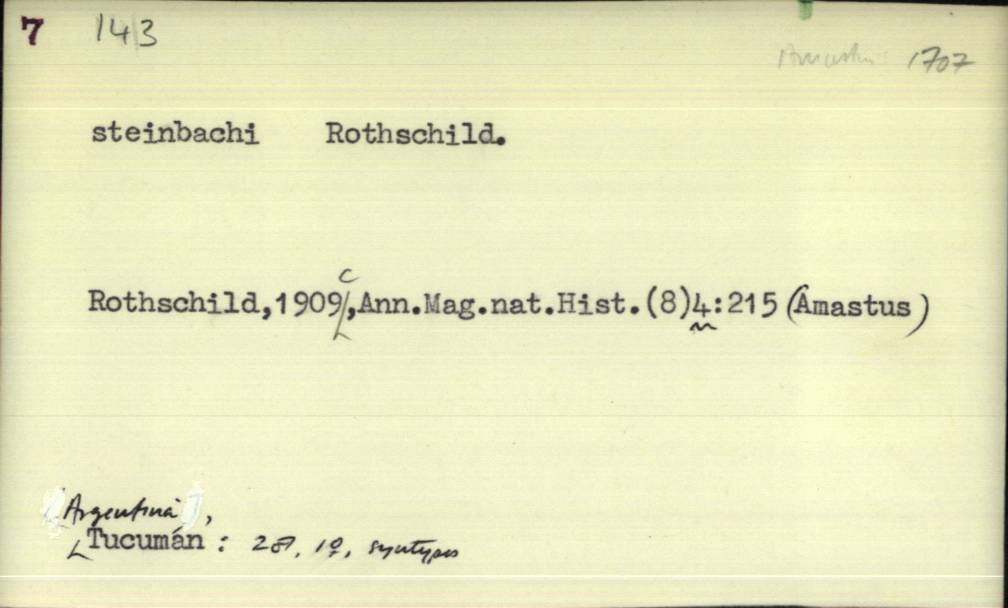 7 143
Amastus 1707
steinbachi Rothschild.
c
Rothschild,1909,Ann.Mag.nat.Hist.(8)4:215 (Amastus)
Argentina,
Tucumán : 2♂, 1♀, syntypes